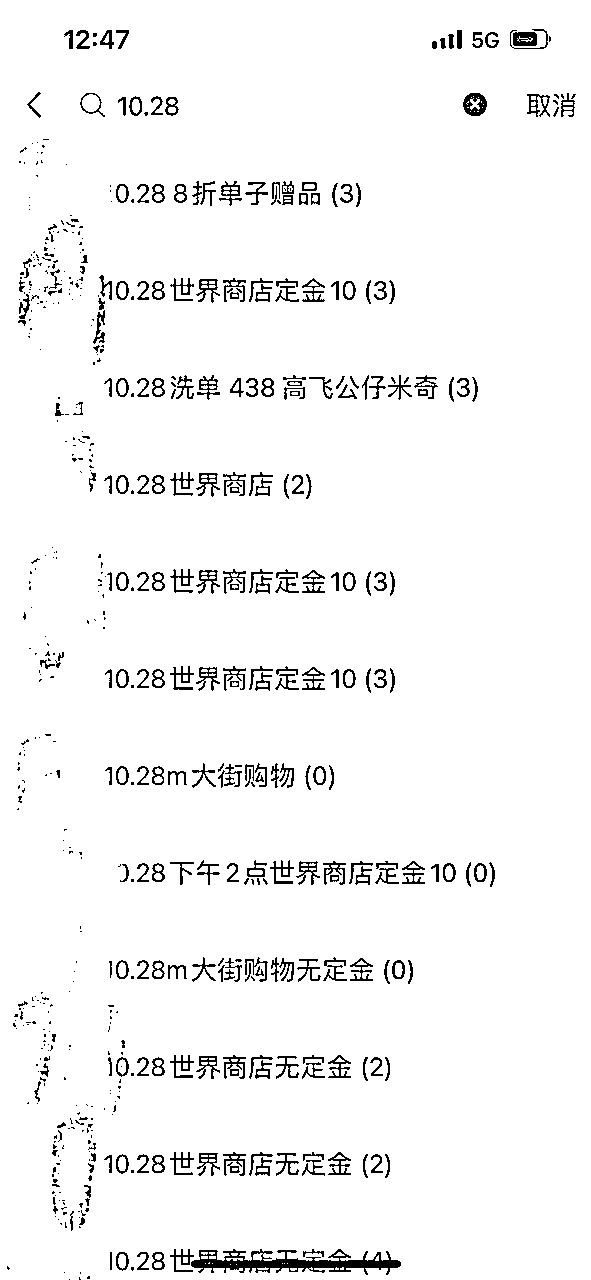 12:47 5G
10.28 取消
10.28 8折单子赠品 (3)
10.28世界商店定金10 (3)
10.28洗单 438 高飞公仔米奇 (3)
10.28世界商店 (2)
10.28世界商店定金10 (3)
10.28世界商店定金10 (3)
10.28m大街购物 (0)
0.28下午2点世界商店定金10 (0)
10.28m大街购物无定金 (0)
10.28世界商店无定金 (2)
10.28世界商店无定金 (2)
10.28世界商店无定金 (4)